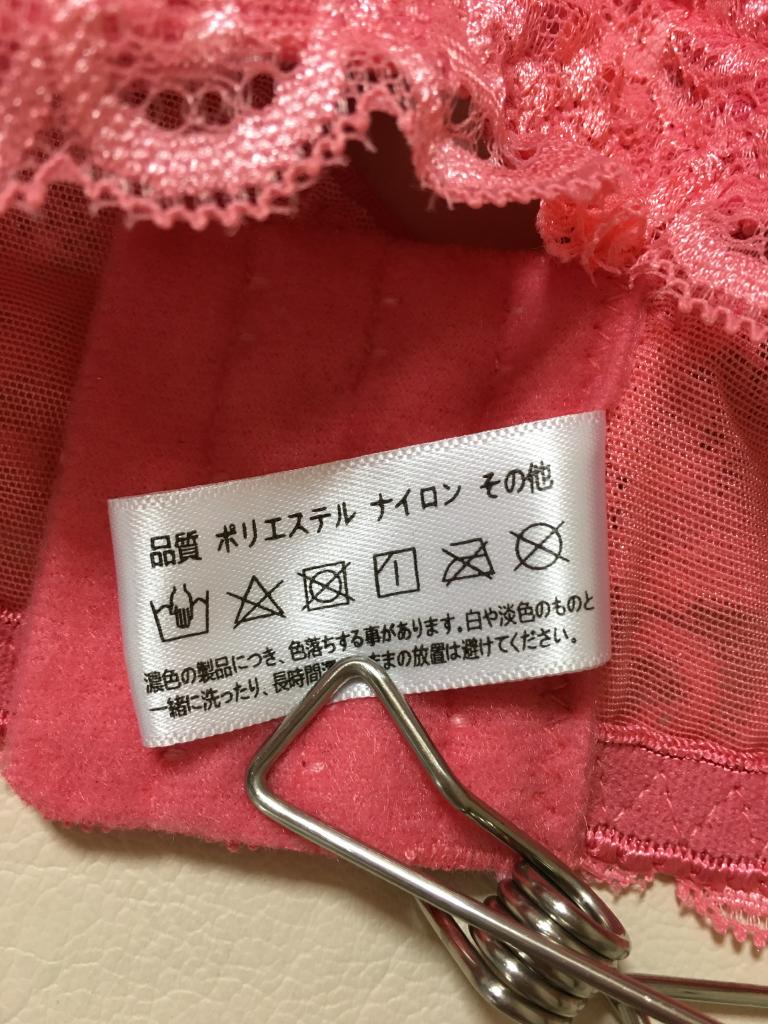 品質 ポリエステル ナイロン その他
濃色の製品につき、色落ちする事があります。白や淡色のものと
一緒に洗ったり、長時間 まの放置は避けてください。